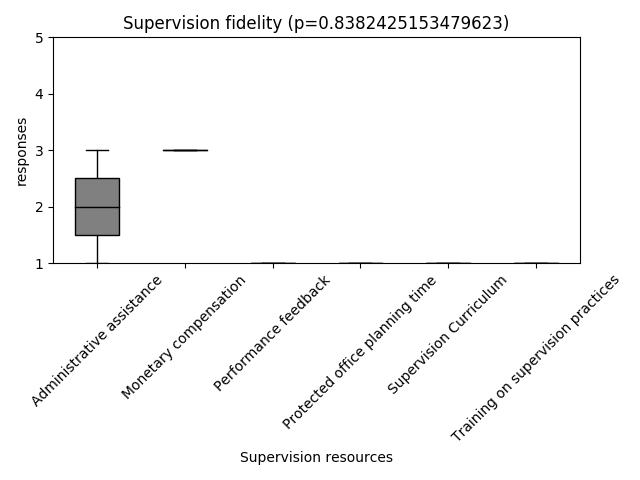 Supervision fidelity (p=0.8382425153479623)
5
4
3
2
1
responses
Administrative assistance
Monetary compensation
Performance feedback
Protected office planning time
Supervision Curriculum
Training on supervision practices
Supervision resources